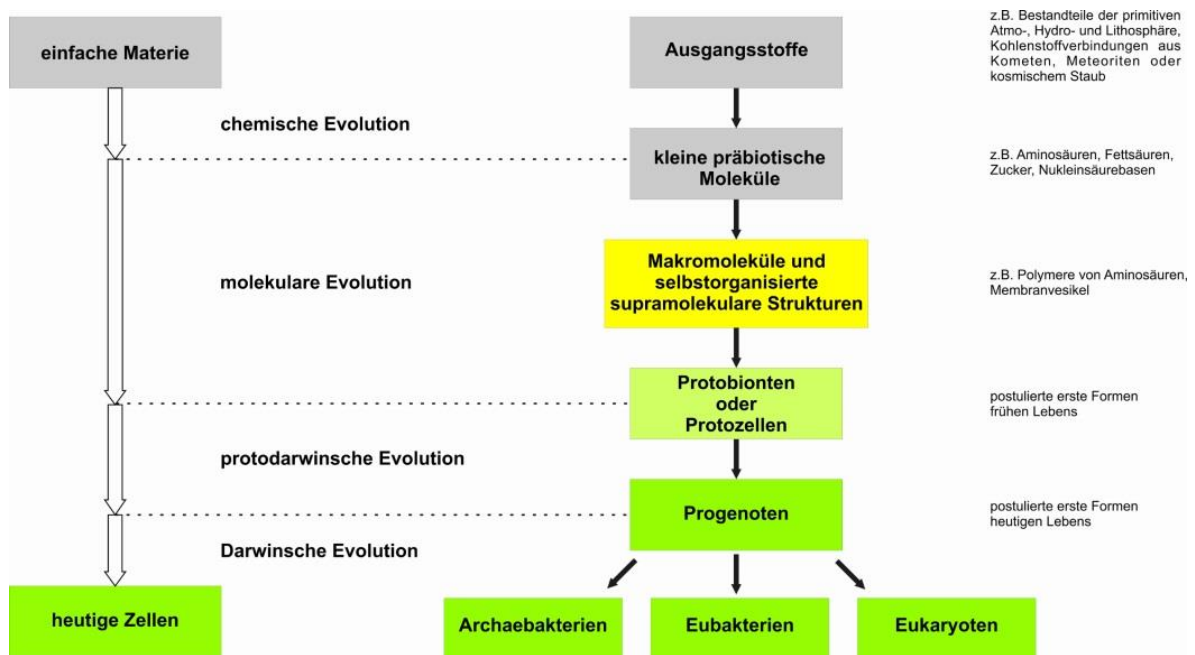 einfache Materie
Ausgangsstoffe
z.B. Bestandteile der primitiven
Atmo-, Hydro- und Lithosphäre,
Kohlenstoffverbindungen aus
Kometen, Meteoriten oder
kosmischem Staub
chemische Evolution
kleine präbiotische
Moleküle
z.B. Aminosäuren, Fettsäuren,
Zucker, Nukleinsäurebasen
molekulare Evolution
Makromoleküle und
selbstorganisierte
supramolekulare Strukturen
z.B. Polymere von Aminosäuren,
Membranvesikel
Protobionten
oder
Protozellen
postulierte erste Formen
frühen Lebens
protodarwinsche Evolution
Progenoten
postulierte erste Formen
heutigen Lebens
Darwinsche Evolution
heutige Zellen
Archaebakterien
Eubakterien
Eukaryoten